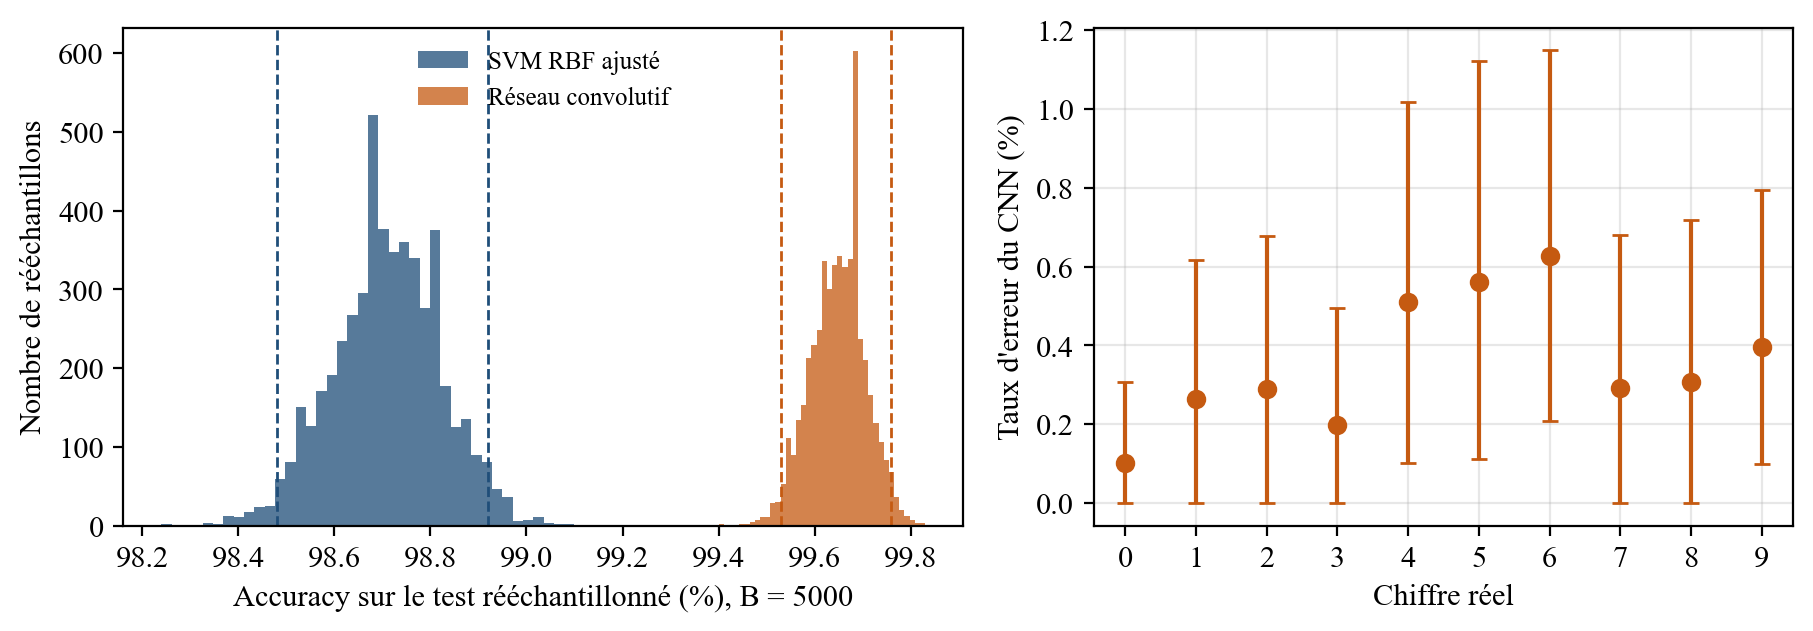 Nombre de rééchantillons
600
500
400
300
200
100
0
SVM RBF ajusté
Réseau convolutif
98.2 98.4 98.6 98.8 99.0 99.2 99.4 99.6 99.8
Accuracy sur le test rééchantillonné (%), B = 5000
Taux d'erreur du CNN (%)
1.2
1.0
0.8
0.6
0.4
0.2
0.0
0 1 2 3 4 5 6 7 8 9
Chiffre réel